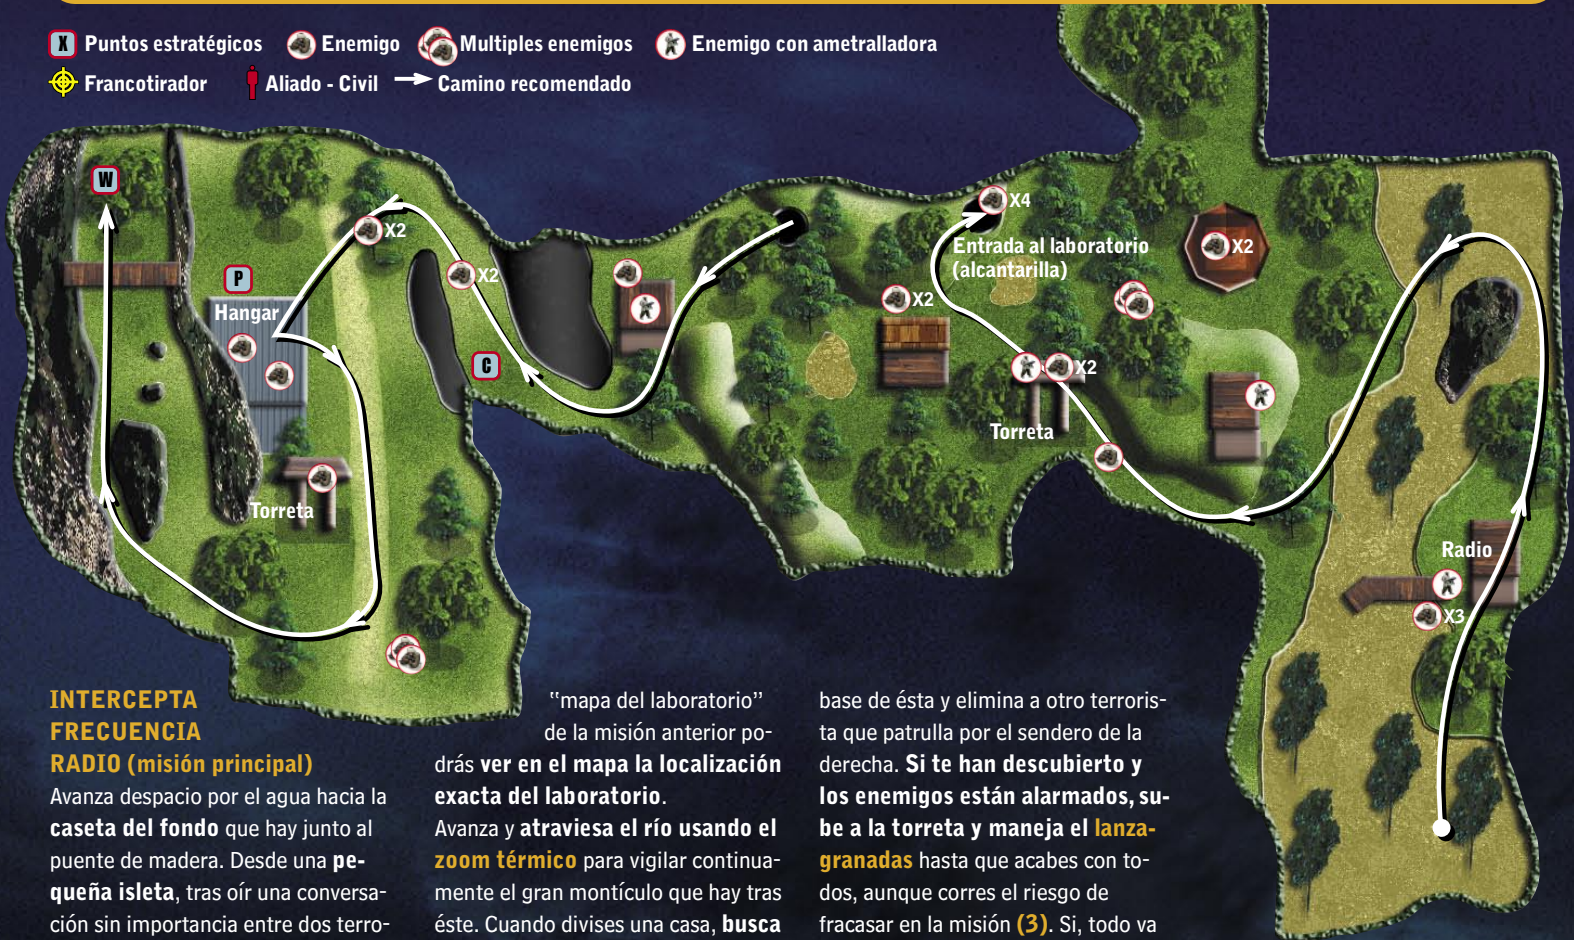 X Puntos estratégicos Enemigo Multiples enemigos Enemigo con ametralladora
Francotirador Aliado - Civil Camino recomendado
W
X2
P
Hangar
X2
C
Torreta
X4
Entrada al laboratorio
(alcantarilla)
X2
X2
X2
Torreta
Radio
X3
INTERCEPTA
FRECUENCIA
RADIO (misión principal)
Avanza despacio por el agua hacia la
caseta del fondo que hay junto al
puente de madera. Desde una pe-
queña isleta, tras oír una conversa-
ción sin importancia entre dos terro-
“mapa del laboratorio”
de la misión anterior po-
drás ver en el mapa la localización
exacta del laboratorio.
Avanza y atraviesa el río usando el
zoom térmico para vigilar continua-
mente el gran montículo que hay tras
éste. Cuando divises una casa, busca
base de ésta y elimina a otro terroris-
ta que patrulla por el sendero de la
derecha. Si te han descubierto y
los enemigos están alarmados, su-
be a la torreta y maneja el lanza-
granadas hasta que acabes con to-
dos, aunque corres el riesgo de
fracasar en la misión (3). Si, todo va